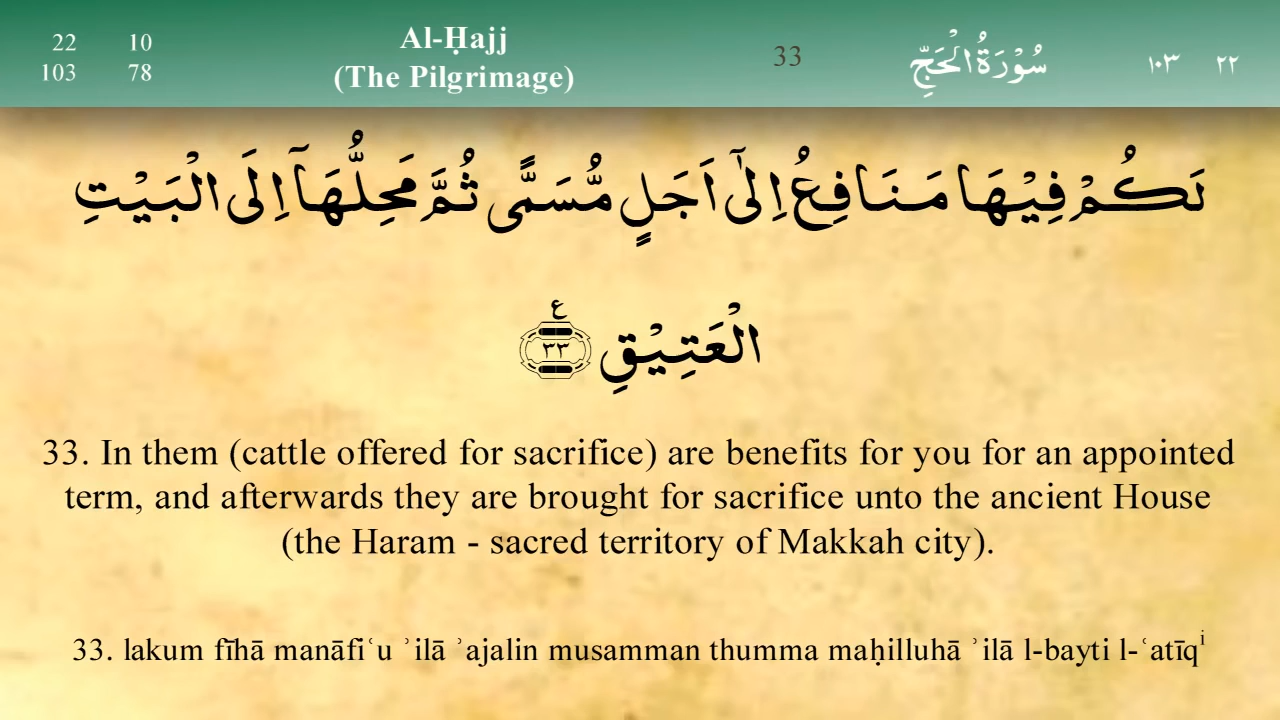 22 10
103 78
Al-Ḥajj
(The Pilgrimage)
33
سُوْرَةُ الْحَجِّ
١٠٣ ٢٢
لَكُمْ فِيْهَا مَنَافِعُ اِلٰٓى اَجَلٍ مُّسَمًّى ثُمَّ مَحِلُّهَآ اِلَى الْبَيْتِ
الْعَتِيْقِ ع ٣٣
33. In them (cattle offered for sacrifice) are benefits for you for an appointed
term, and afterwards they are brought for sacrifice unto the ancient House
(the Haram - sacred territory of Makkah city).
33. lakum fīhā manāfiʿu ʾilā ʾajalin musamman thumma maḥilluhā ʾilā l-bayti l-ʿatīqⁱ